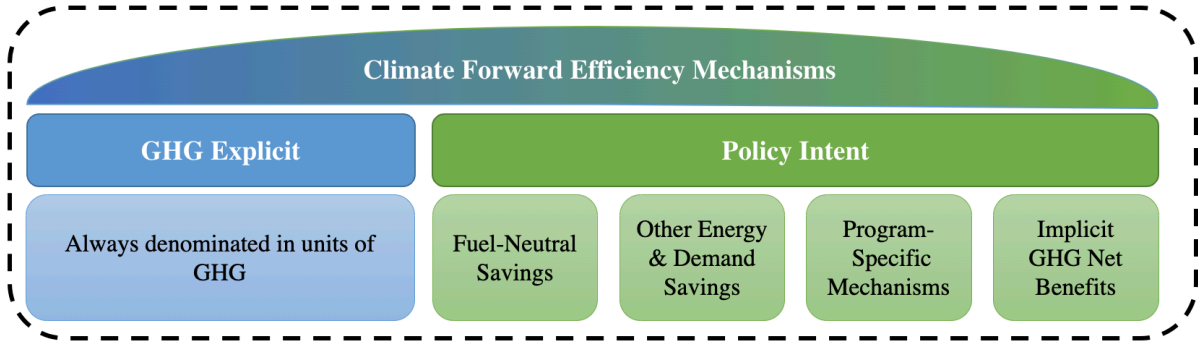 Climate Forward Efficiency Mechanisms
GHG Explicit
Policy Intent
Always denominated in units of
GHG
Fuel-Neutral
Savings
Other Energy
& Demand
Savings
Program-
Specific
Mechanisms
Implicit
GHG Net
Benefits